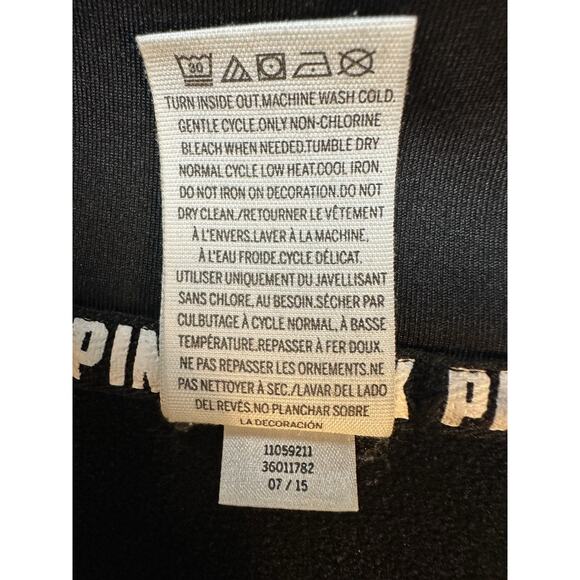 30
TURN INSIDE OUT.MACHINE WASH COLD.
GENTLE CYCLE.ONLY NON-CHLORINE
BLEACH WHEN NEEDED.TUMBLE DRY
NORMAL CYCLE LOW HEAT.COOL IRON.
DO NOT IRON ON DECORATION.DO NOT
DRY CLEAN./RETOURNER LE VÊTEMENT
À L'ENVERS.LAVER À LA MACHINE,
À L'EAU FROIDE.CYCLE DÉLICAT.
UTILISER UNIQUEMENT DU JAVELLISANT
SANS CHLORE, AU BESOIN.SÉCHER PAR
CULBUTAGE À CYCLE NORMAL, À BASSE
TEMPÉRATURE.REPASSER À FER DOUX.
NE PAS REPASSER LES ORNEMENTS.NE
PAS NETTOYER À SEC./LAVAR DEL LADO
DEL REVÉS.NO PLANCHAR SOBRE
LA DECORACIÓN
PIN K PI
11059211
36011782
07 / 15